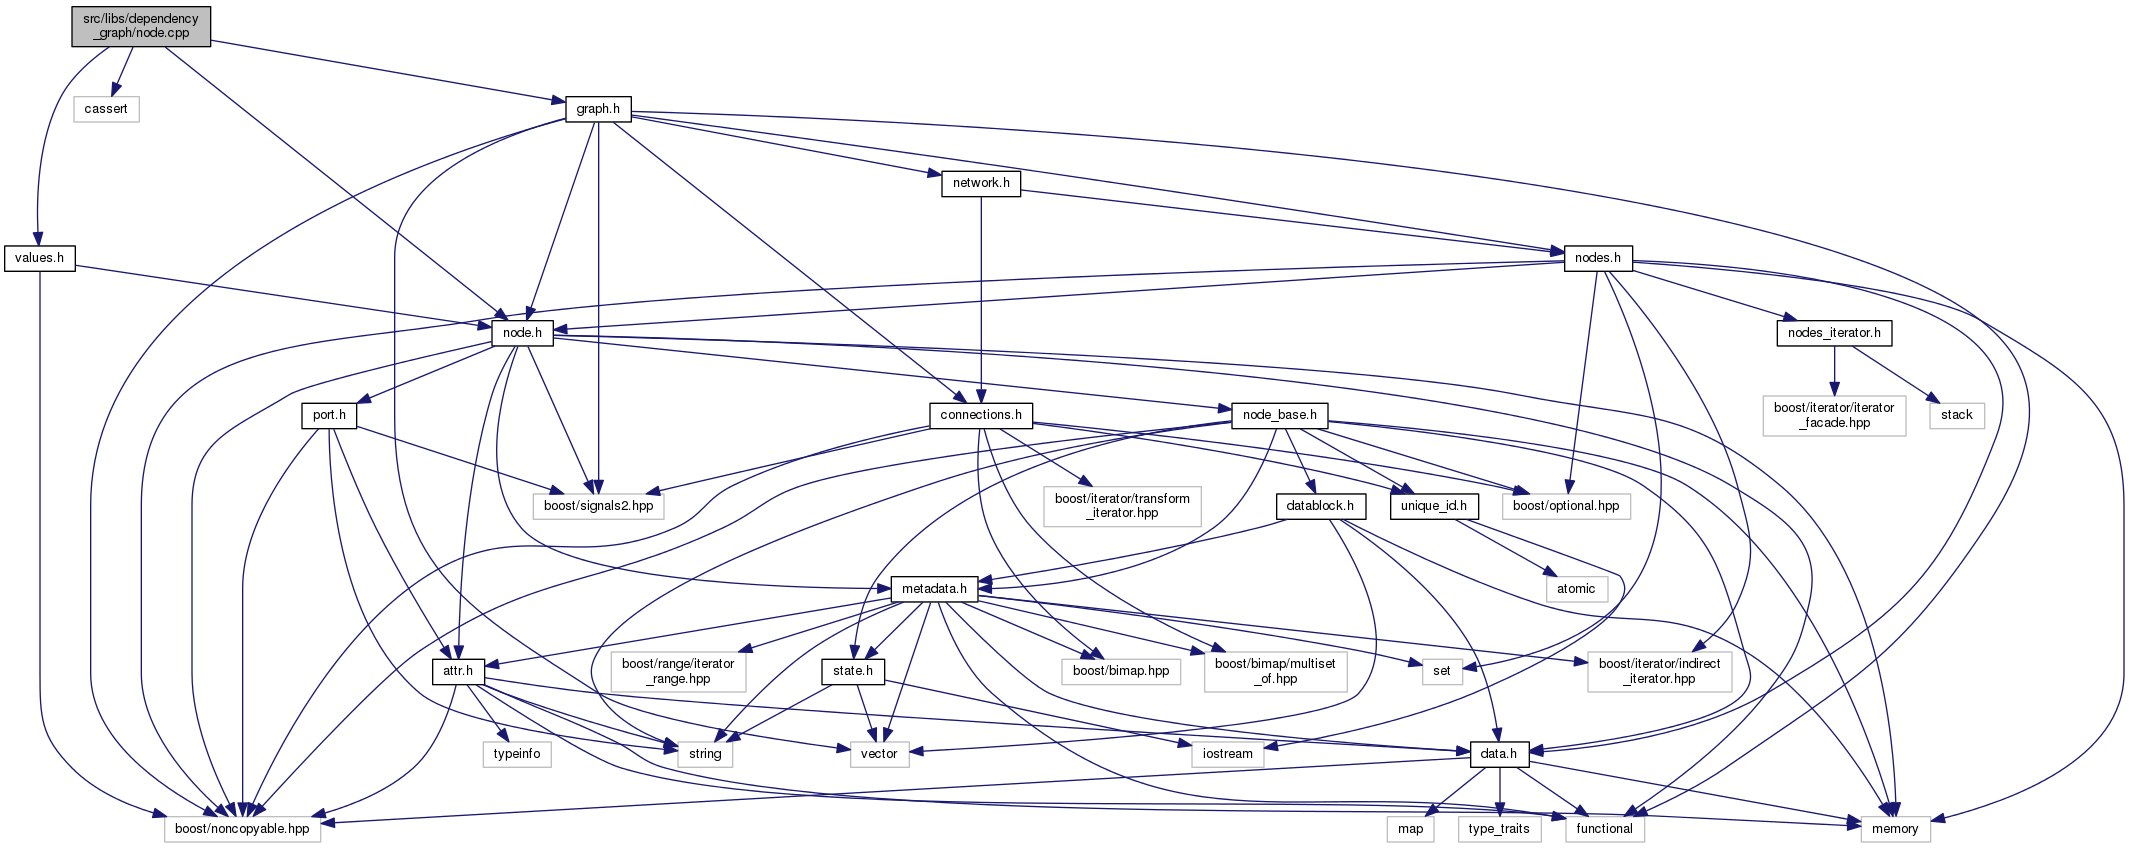 src/libs/dependency
_graph/node.cpp
cassert
graph.h
network.h
values.h
nodes.h
node.h
nodes_iterator.h
port.h
connections.h
node_base.h
boost/iterator/iterator
_facade.hpp
stack
boost/signals2.hpp
boost/iterator/transform
_iterator.hpp
datablock.h
unique_id.h
boost/optional.hpp
metadata.h
atomic
attr.h
boost/range/iterator
_range.hpp
state.h
boost/bimap.hpp
boost/bimap/multiset
_of.hpp
set
boost/iterator/indirect
_iterator.hpp
typeinfo
string
vector
iostream
data.h
boost/noncopyable.hpp
map
type_traits
functional
memory